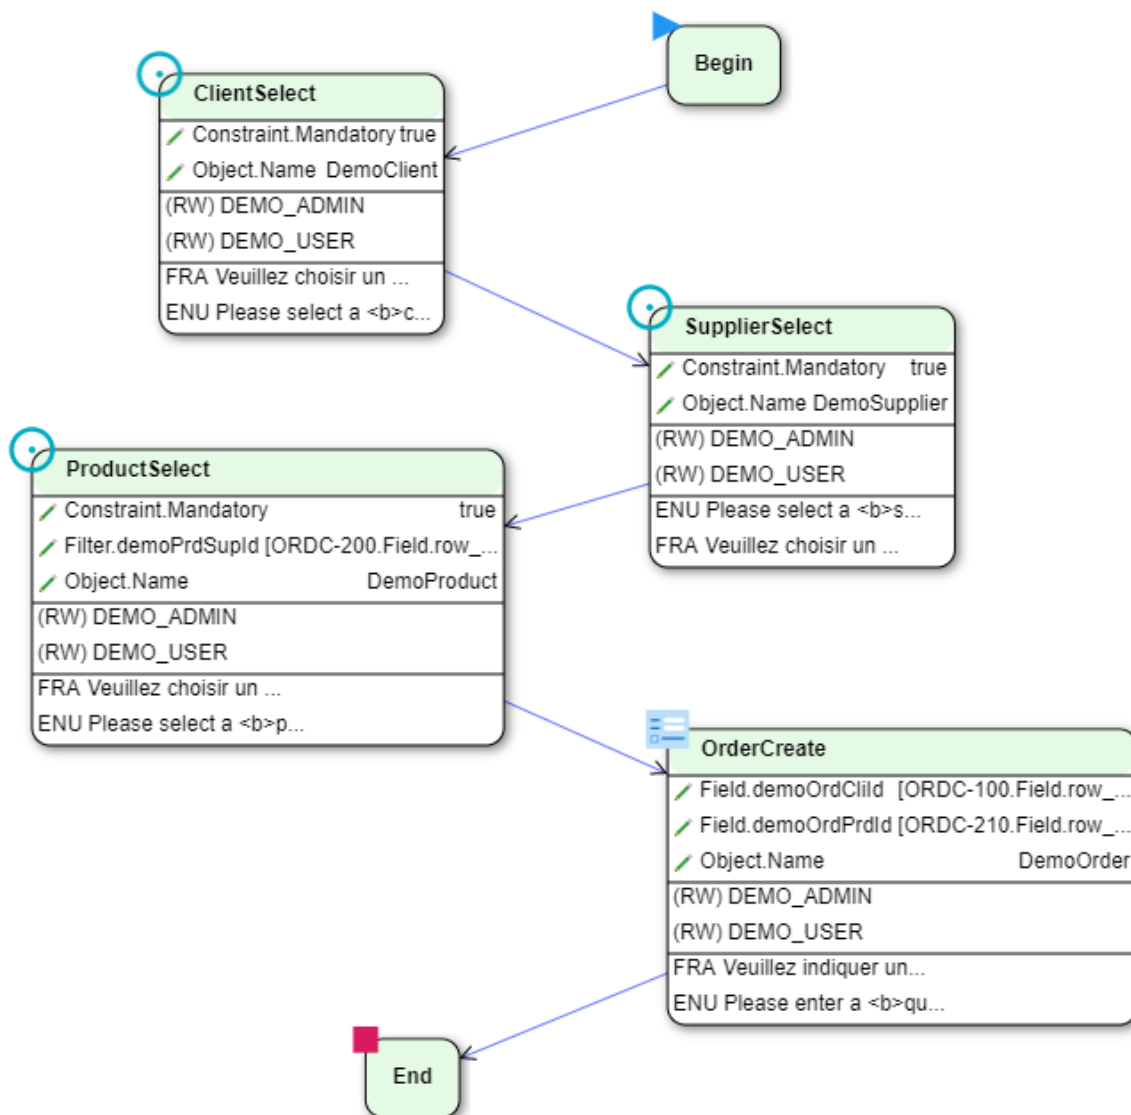 Begin
ClientSelect
Constraint.Mandatory true
Object.Name DemoClient
(RW) DEMO_ADMIN
(RW) DEMO_USER
FRA Veuillez choisir un ...
ENU Please select a <b>c...
SupplierSelect
Constraint.Mandatory true
Object.Name DemoSupplier
(RW) DEMO_ADMIN
(RW) DEMO_USER
ENU Please select a <b>s...
FRA Veuillez choisir un ...
ProductSelect
Constraint.Mandatory true
Filter.demoPrdSupId [ORDC-200.Field.row_...
Object.Name DemoProduct
(RW) DEMO_ADMIN
(RW) DEMO_USER
FRA Veuillez choisir un ...
ENU Please select a <b>p...
OrderCreate
Field.demoOrdCliId [ORDC-100.Field.row_...
Field.demoOrdPrdId [ORDC-210.Field.row_...
Object.Name DemoOrder
(RW) DEMO_ADMIN
(RW) DEMO_USER
FRA Veuillez indiquer un...
ENU Please enter a <b>qu...
End